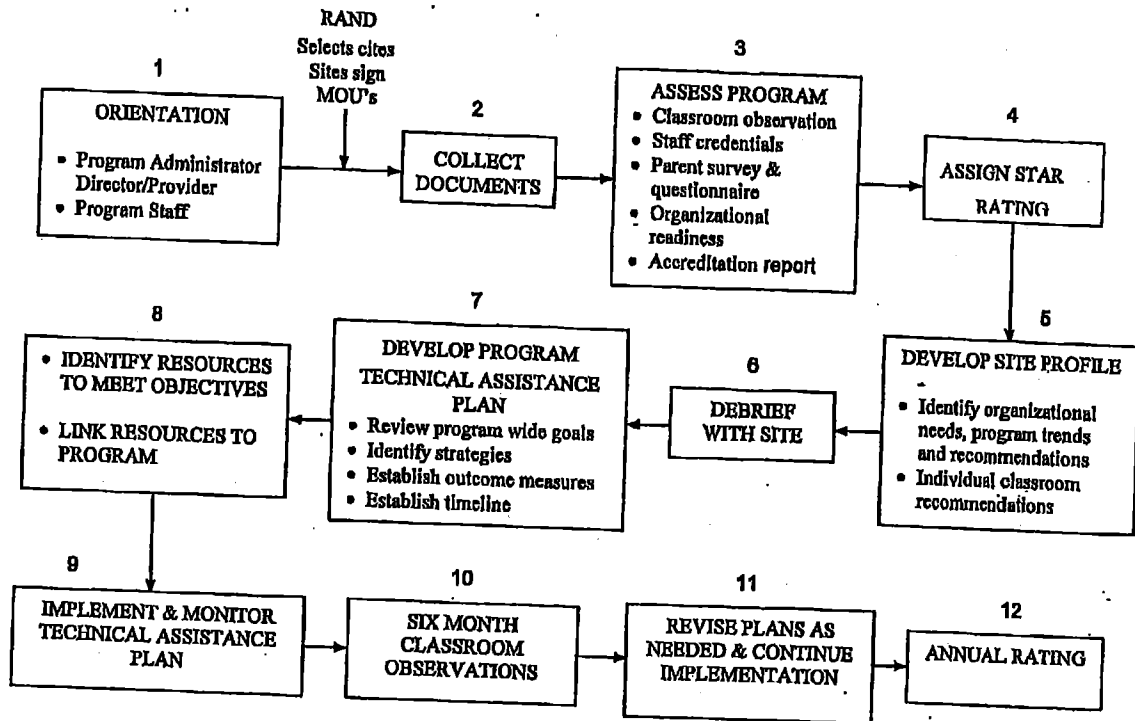 RAND
Selects cites
Sites sign
MOU's
1
ORIENTATION
• Program Administrator
Director/Provider
• Program Staff
2
COLLECT
DOCUMENTS
3
ASSESS PROGRAM
• Classroom observation
• Staff credentials
• Parent survey &
questionnaire
• Organizational
readiness
• Accreditation report
4
ASSIGN STAR
RATING
5
DEVELOP SITE PROFILE
• Identify organizational
needs, program trends
and recommendations
• Individual classroom
recommendations
6
DEBRIEF
WITH SITE
7
DEVELOP PROGRAM
TECHNICAL ASSISTANCE
PLAN
• Review program wide goals
• Identify strategies
• Establish outcome measures
• Establish timeline
8
• IDENTIFY RESOURCES
TO MEET OBJECTIVES
• LINK RESOURCES TO
PROGRAM
9
IMPLEMENT & MONITOR
TECHNICAL ASSISTANCE
PLAN
10
SIX MONTH
CLASSROOM
OBSERVATIONS
11
REVISE PLANS AS
NEEDED & CONTINUE
IMPLEMENTATION
12
ANNUAL RATING